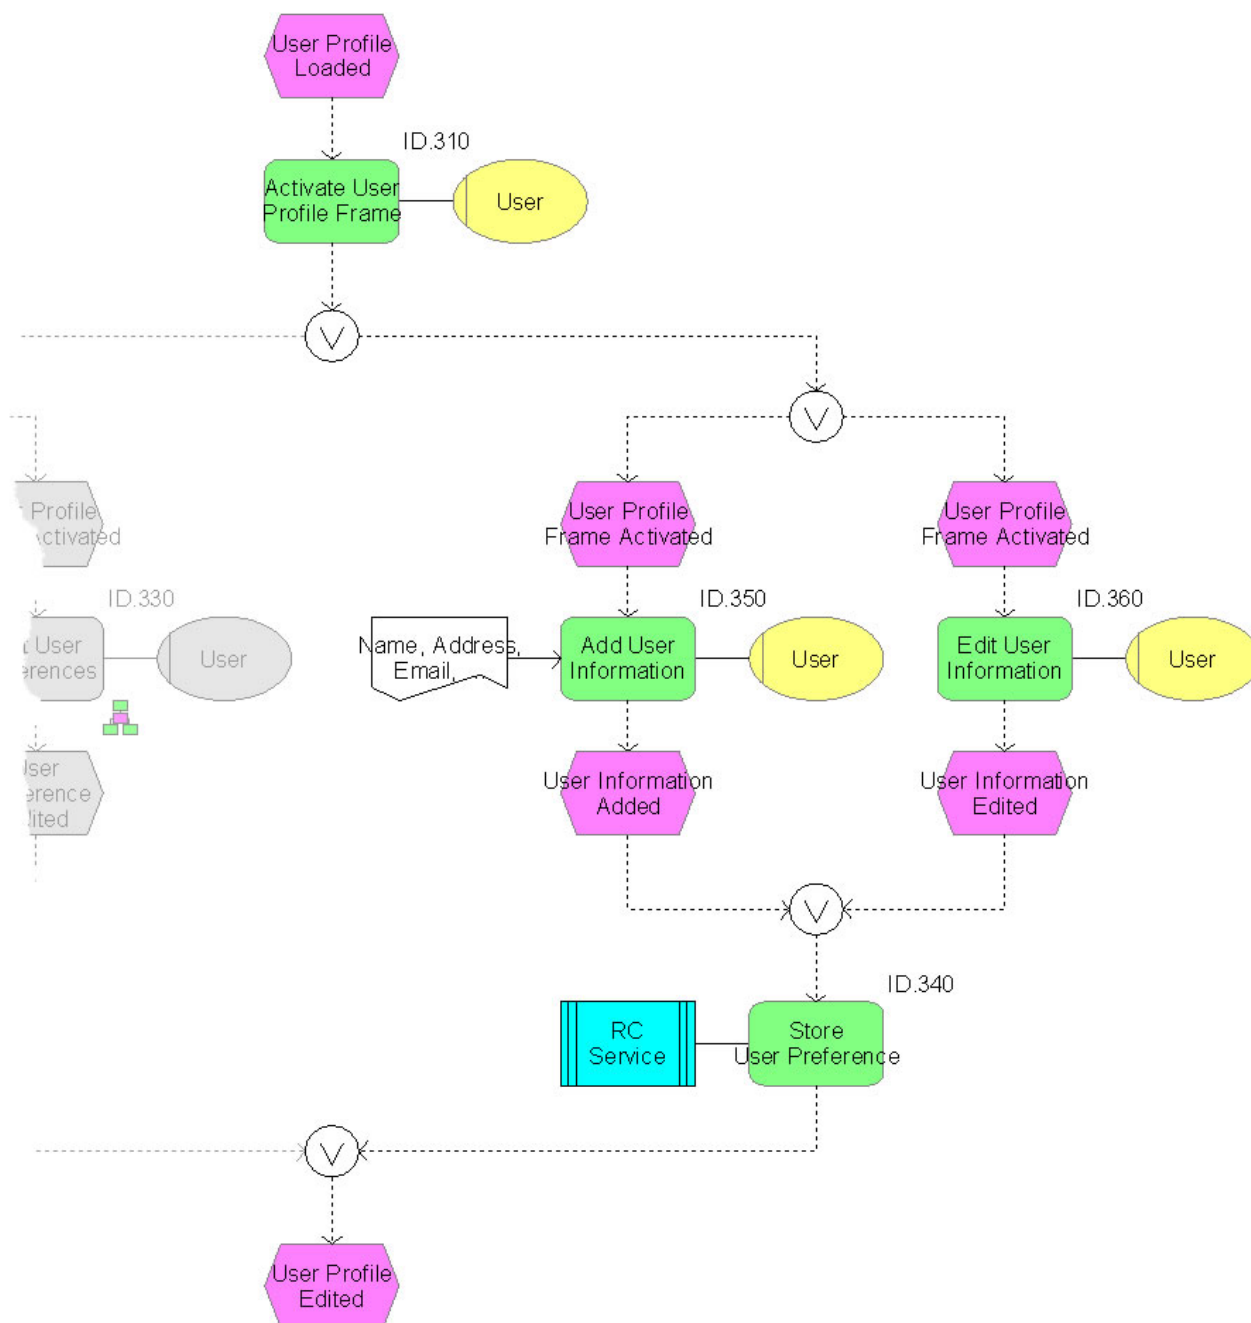 User Profile
Loaded
ID.310
Activate User
Profile Frame
User
V
V
Profile
Activated
User Profile
Frame Activated
User Profile
Frame Activated
ID.330
ID.350
ID.360
User
User
Name, Address,
Email, ...
Add User
Information
User
Edit User
Information
User
User Information
Added
User Information
Edited
V
ID.340
RC
Service
Store
User Preference
V
User Profile
Edited